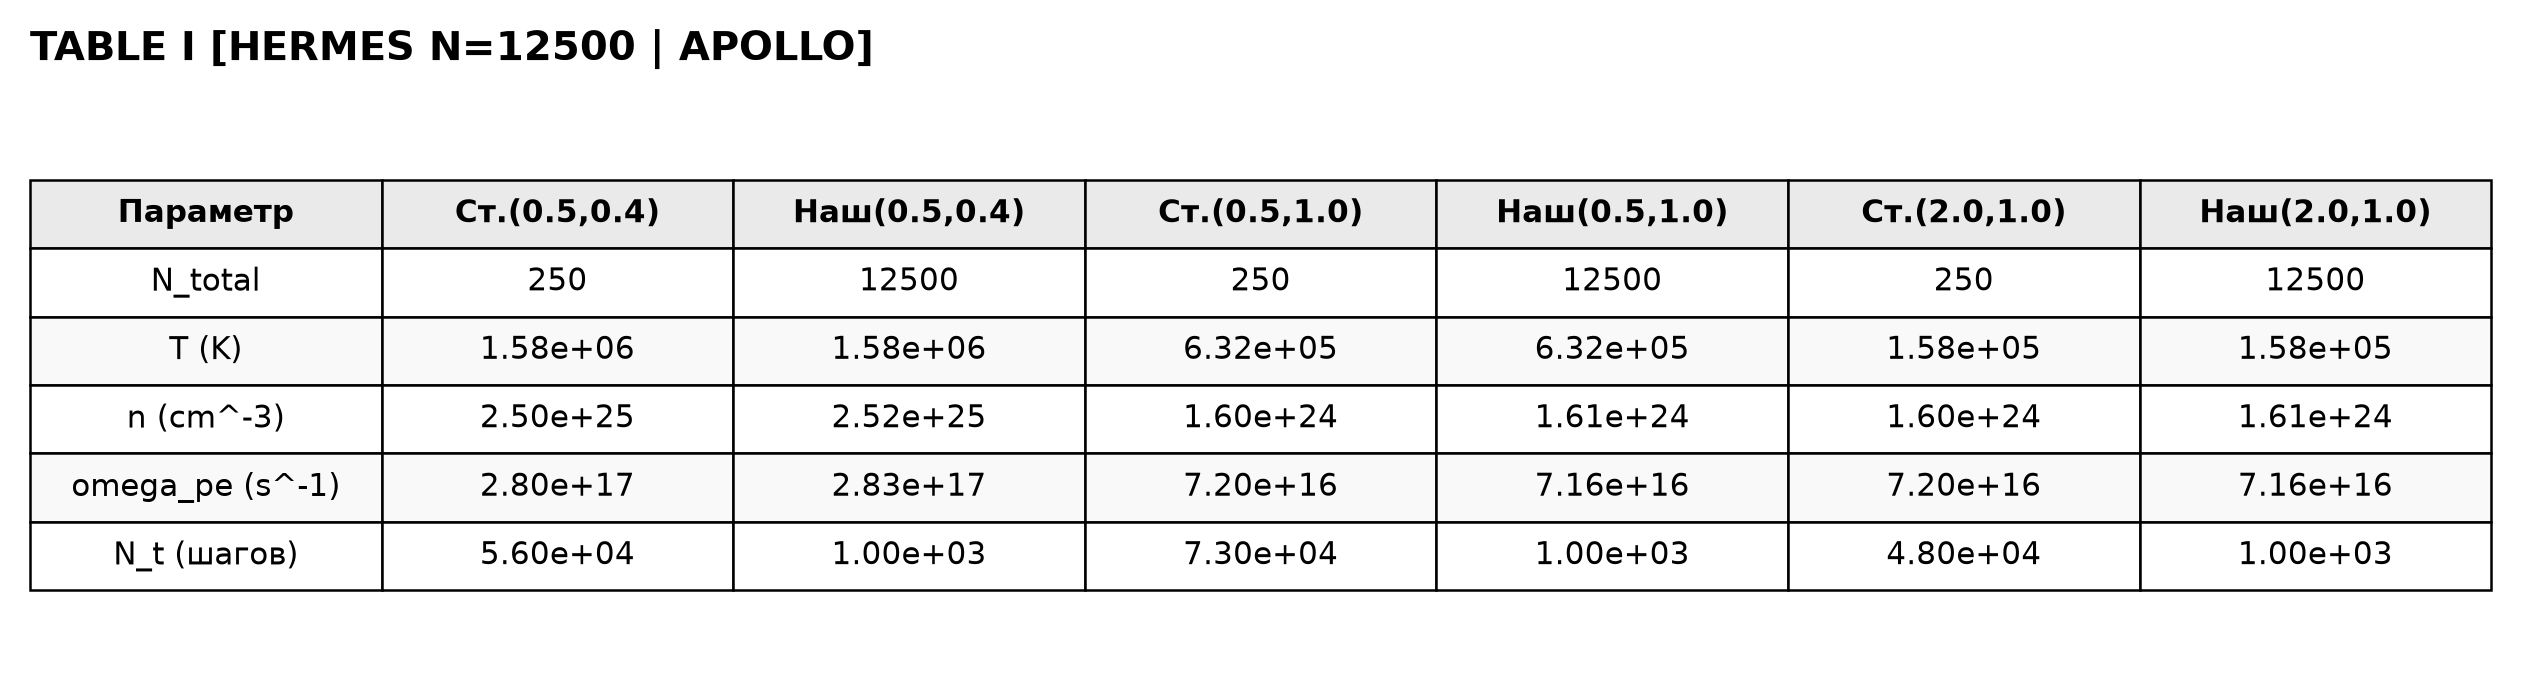 TABLE I [HERMES N=12500 | APOLLO]
Параметр Ст.(0.5,0.4) Наш(0.5,0.4) Ст.(0.5,1.0) Наш(0.5,1.0) Ст.(2.0,1.0) Наш(2.0,1.0)
N_total 250 12500 250 12500 250 12500
T (K) 1.58e+06 1.58e+06 6.32e+05 6.32e+05 1.58e+05 1.58e+05
n (cm^-3) 2.50e+25 2.52e+25 1.60e+24 1.61e+24 1.60e+24 1.61e+24
omega_pe (s^-1) 2.80e+17 2.83e+17 7.20e+16 7.16e+16 7.20e+16 7.16e+16
N_t (шагов) 5.60e+04 1.00e+03 7.30e+04 1.00e+03 4.80e+04 1.00e+03